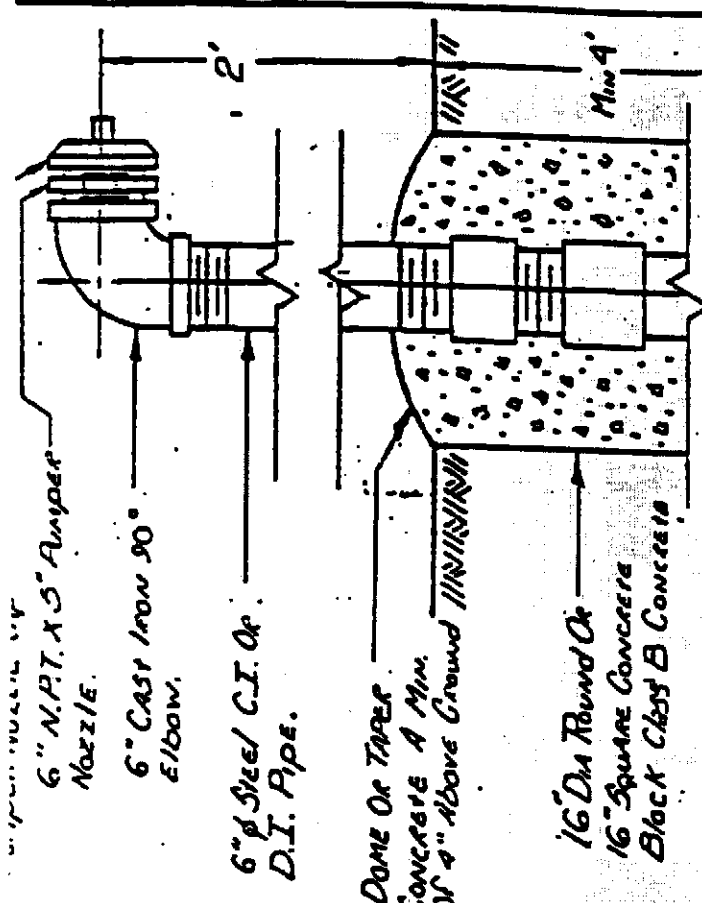 6" N.P.T. X 5" PUMPER
NOZZLE.
6" CAST IRON 90°
ELBOW.
6" ø STEEL C.I. OR
D.I. PIPE.
DOME OR TAPER
CONCRETE A MIN.
OF 4" ABOVE GROUND
16" DIA ROUND OR
16" SQUARE CONCRETE
BLOCK CLASS B CONCRETE
2'
MIN 4'